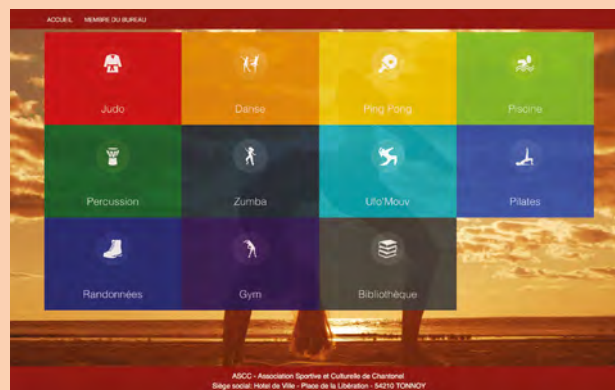 ACCUEIL MEMBRE DU BUREAU
Judo Danse Ping Pong Piscine
Percussion Zumba Ufo'Mouv Pilates
Randonnées Gym Bibliothèque
ASCC - Association Sportive et Culturelle de Chantonel
Siège social: Hotel de Ville - Place de la Libération - 54210 TONNOY